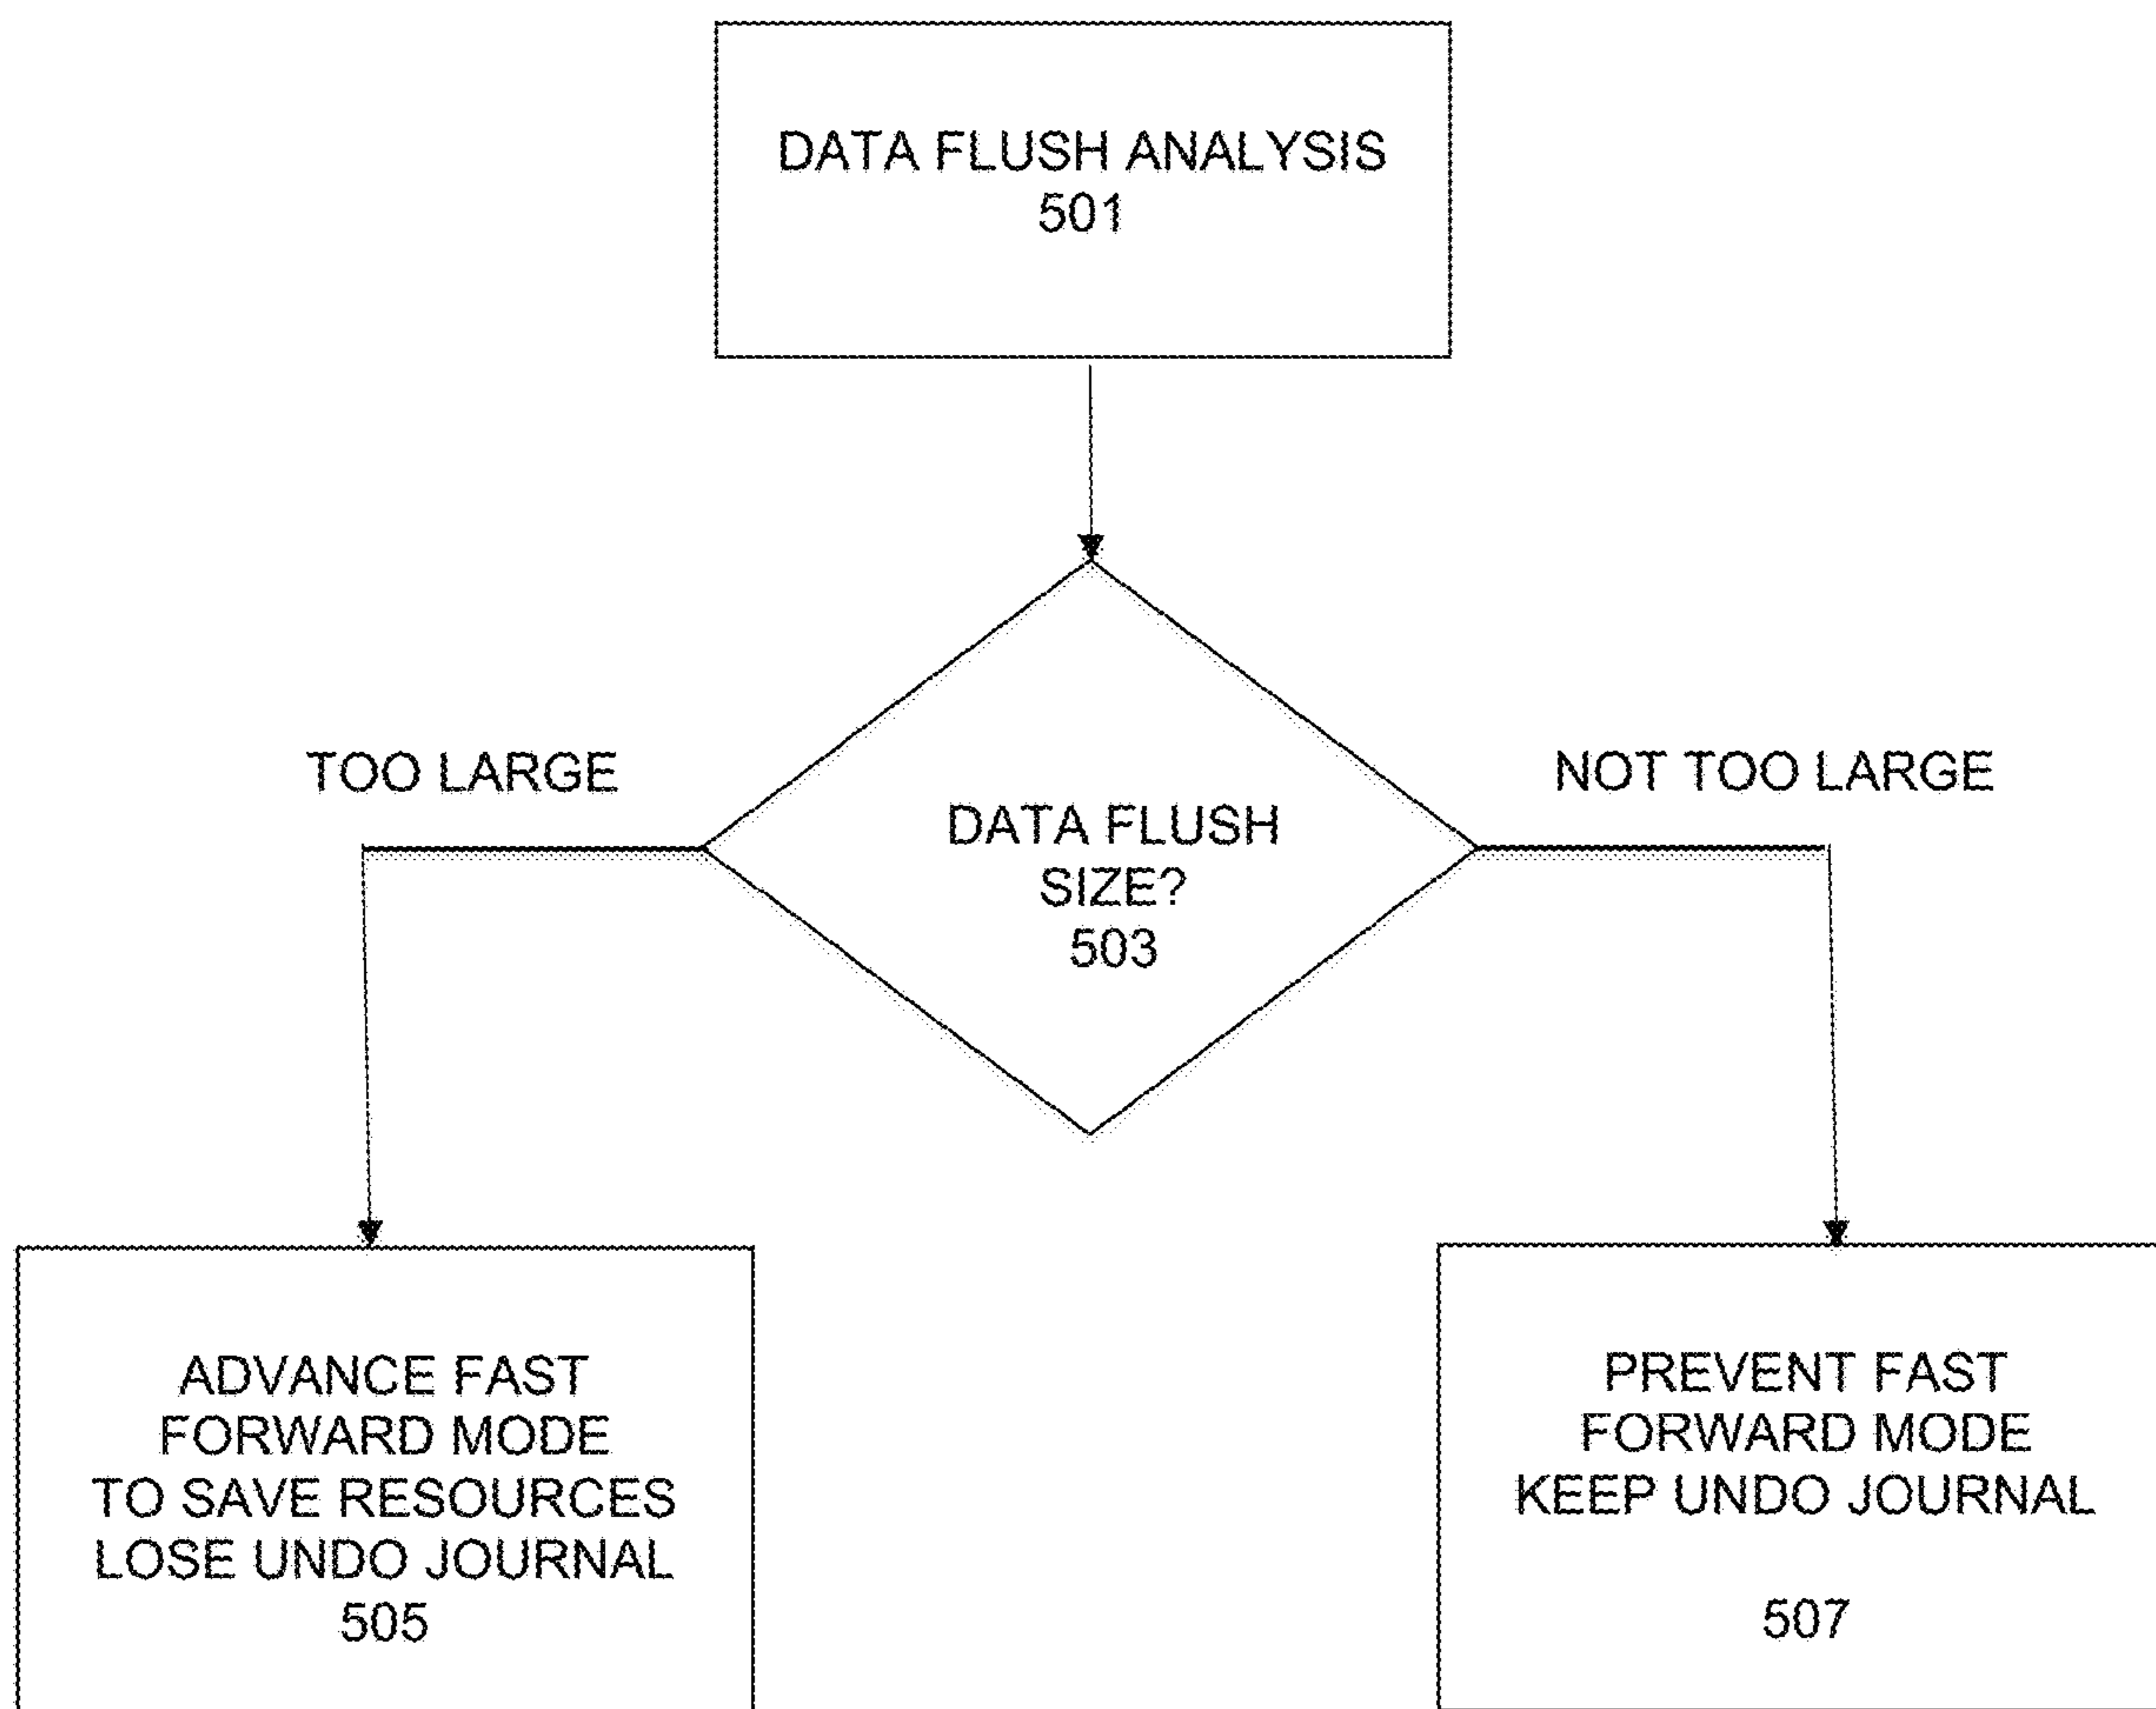 DATA FLUSH ANALYSIS
501
TOO LARGE
NOT TOO LARGE
DATA FLUSH
SIZE?
503
ADVANCE FAST
FORWARD MODE
TO SAVE RESOURCES
LOSE UNDO JOURNAL
505
PREVENT FAST
FORWARD MODE
KEEP UNDO JOURNAL
507